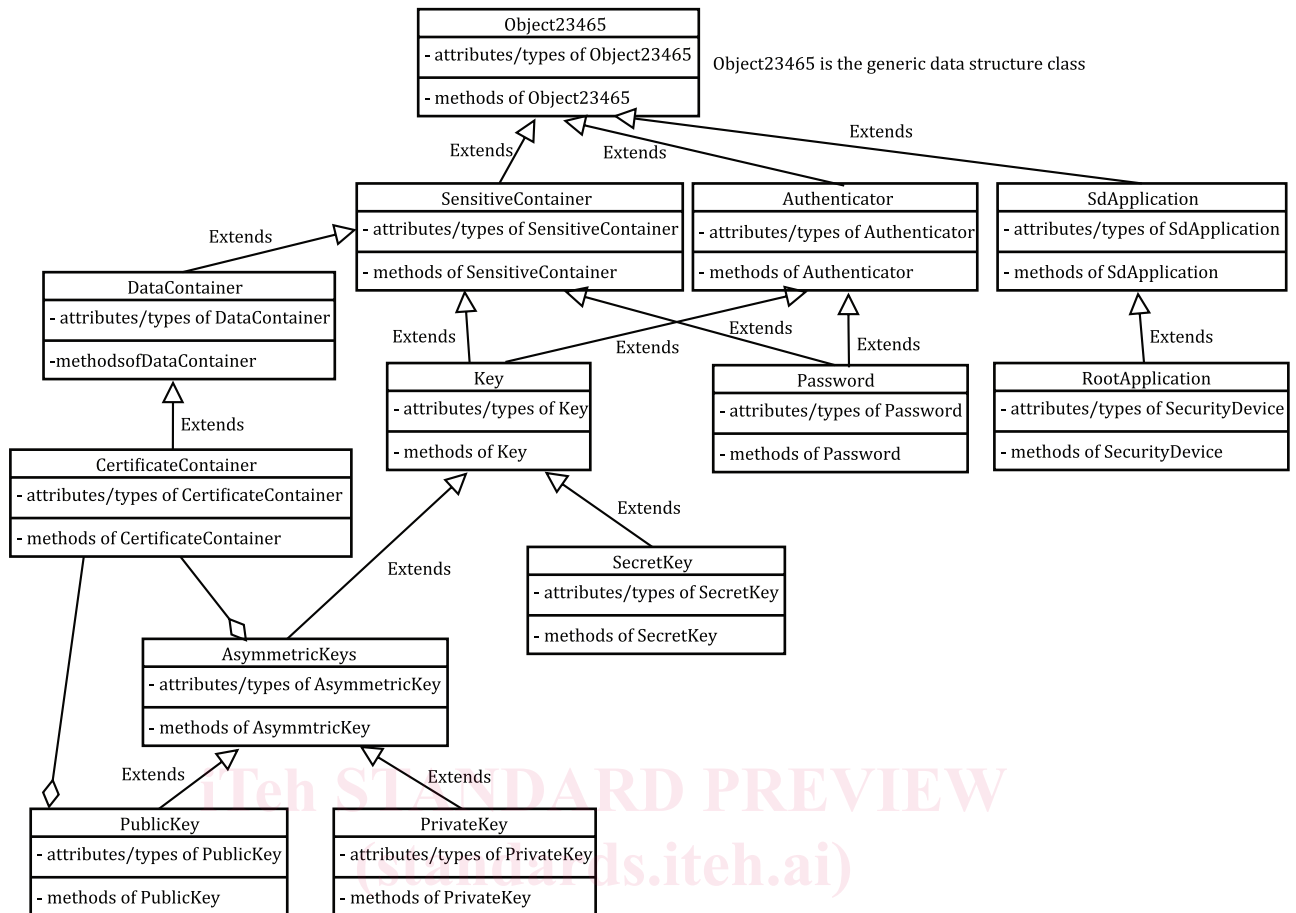 Object23465
- attributes/types of Object23465
- methods of Object23465
Object23465 is the generic data structure class
Extends
Extends
Extends
SensitiveContainer
- attributes/types of SensitiveContainer
- methods of SensitiveContainer
Authenticator
- attributes/types of Authenticator
- methods of Authenticator
SdApplication
- attributes/types of SdApplication
- methods of SdApplication
Extends
DataContainer
- attributes/types of DataContainer
-methodsofDataContainer
Extends
Extends
Extends
Extends
Extends
Key
- attributes/types of Key
- methods of Key
Password
- attributes/types of Password
- methods of Password
RootApplication
- attributes/types of SecurityDevice
- methods of SecurityDevice
Extends
CertificateContainer
- attributes/types of CertificateContainer
- methods of CertificateContainer
Extends
Extends
SecretKey
- attributes/types of SecretKey
- methods of SecretKey
AsymmetricKeys
- attributes/types of AsymmetricKey
- methods of AsymmtricKey
Extends
Extends
iTeh STANDARD PREVIEW
(standards.iteh.ai)
PublicKey
- attributes/types of PublicKey
- methods of PublicKey
PrivateKey
- attributes/types of PrivateKey
- methods of PrivateKey